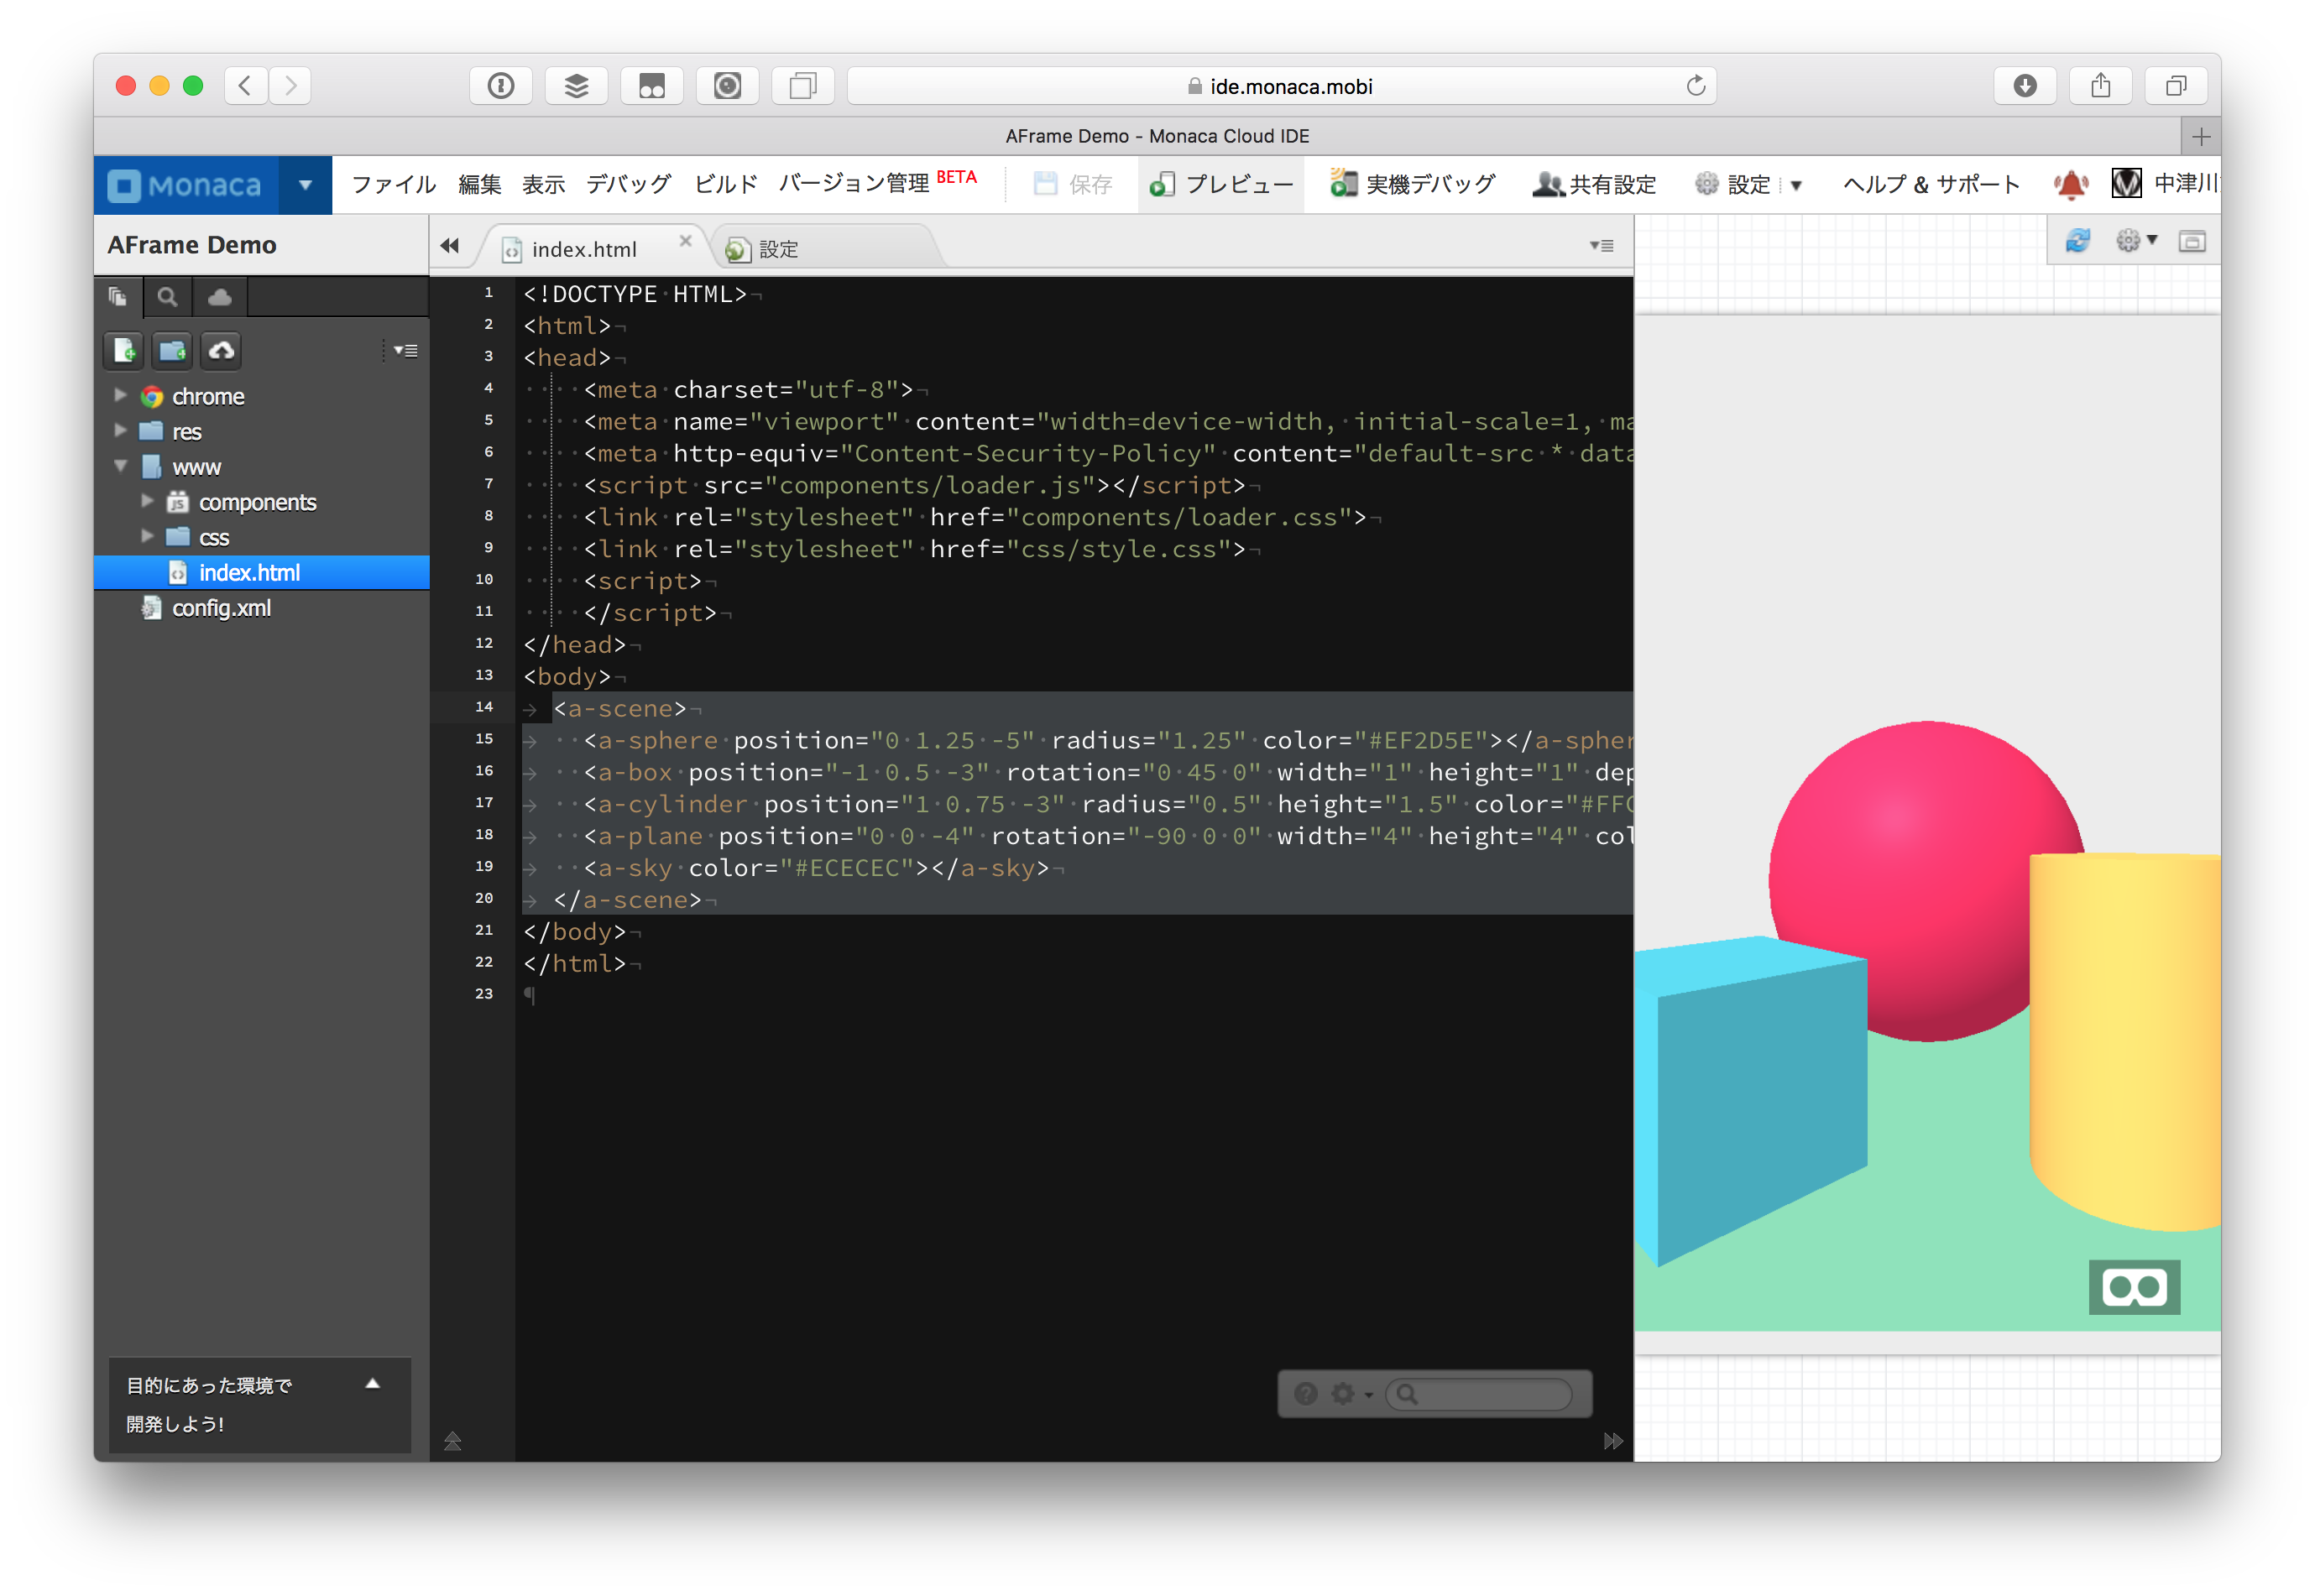 ide.monaca.mobi
AFrame Demo - Monaca Cloud IDE
Monaca ファイル 編集 表示 デバッグ ビルド バージョン管理 BETA 保存 プレビュー 実機デバッグ 共有設定 設定 ヘルプ & サポート 中津川
AFrame Demo
index.html 設定
chrome
res
www
components
css
index.html
config.xml
目的にあった環境で
開発しよう!
1 <!DOCTYPE HTML>
2 <html>
3 <head>
4 <meta charset="utf-8">
5 <meta name="viewport" content="width=device-width, initial-scale=1, ma
6 <meta http-equiv="Content-Security-Policy" content="default-src * data
7 <script src="components/loader.js"></script>
8 <link rel="stylesheet" href="components/loader.css">
9 <link rel="stylesheet" href="css/style.css">
10 <script>
11 </script>
12 </head>
13 <body>
14 <a-scene>
15 <a-sphere position="0 1.25 -5" radius="1.25" color="#EF2D5E"></a-spher
16 <a-box position="-1 0.5 -3" rotation="0 45 0" width="1" height="1" dep
17 <a-cylinder position="1 0.75 -3" radius="0.5" height="1.5" color="#FFC
18 <a-plane position="0 0 -4" rotation="-90 0 0" width="4" height="4" col
19 <a-sky color="#ECECEC"></a-sky>
20 </a-scene>
21 </body>
22 </html>
23